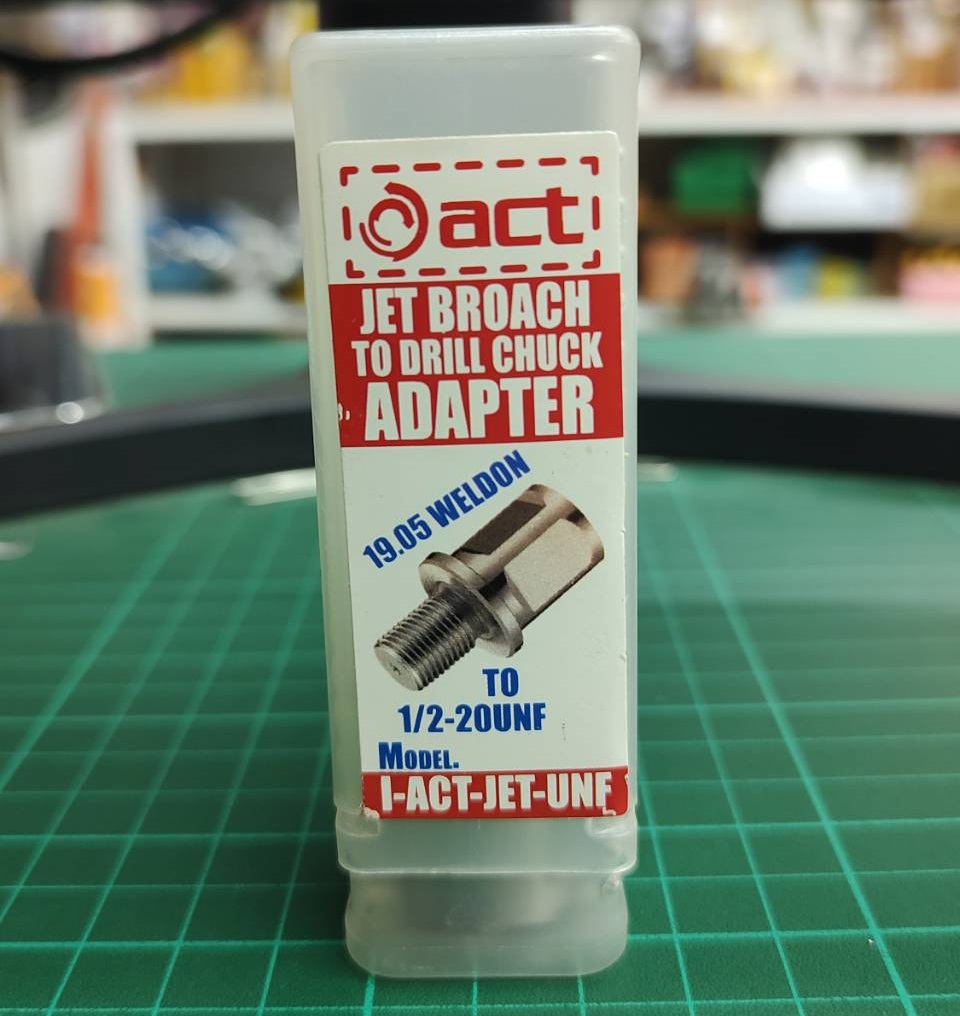 act
JET BROACH
TO DRILL CHUCK
ADAPTER
19.05 WELDON
TO
1/2-20UNF
MODEL.
I-ACT-JET-UNF